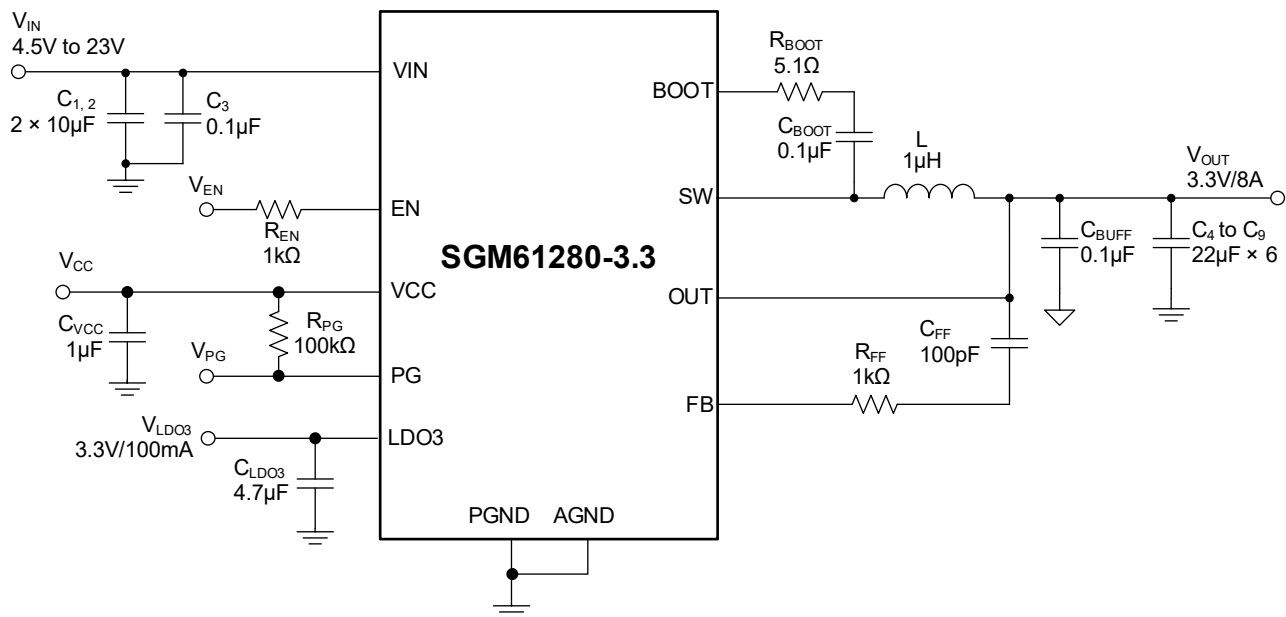 VIN
4.5V to 23V
C1, 2
2 × 10µF
C3
0.1µF
VIN
VEN
REN
1kΩ
EN
VCC
CVCC
1µF
VCC
RPG
100kΩ
VPG
PG
VLDO3
3.3V/100mA
LDO3
CLDO3
4.7µF
SGM61280-3.3
PGND AGND
BOOT
RBOOT
5.1Ω
CBOOT
0.1µF
SW
L
1µH
VOUT
3.3V/8A
CBUFF
0.1µF
C4 to C9
22µF × 6
OUT
CFF
100pF
RFF
1kΩ
FB